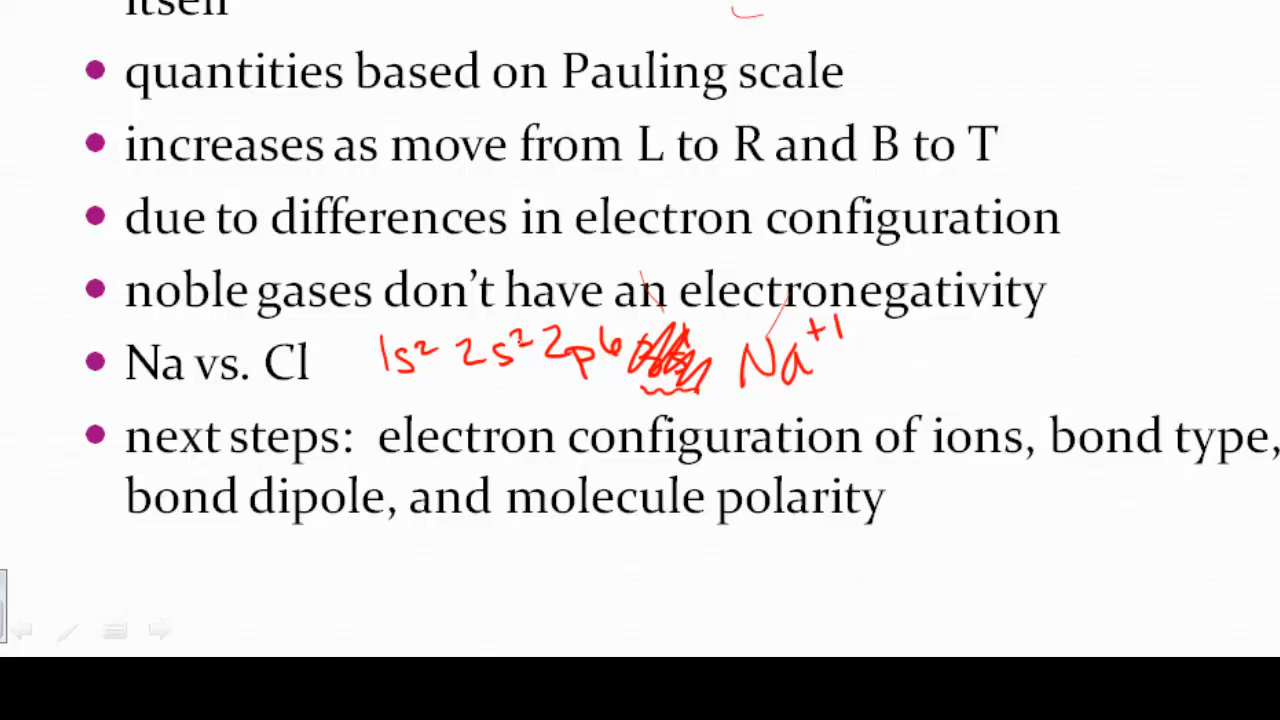 itself
• quantities based on Pauling scale
• increases as move from L to R and B to T
• due to differences in electron configuration
• noble gases don't have an electronegativity
• Na vs. Cl 1s² 2s² 2p⁶ Na⁺¹
• next steps: electron configuration of ions, bond type,
bond dipole, and molecule polarity